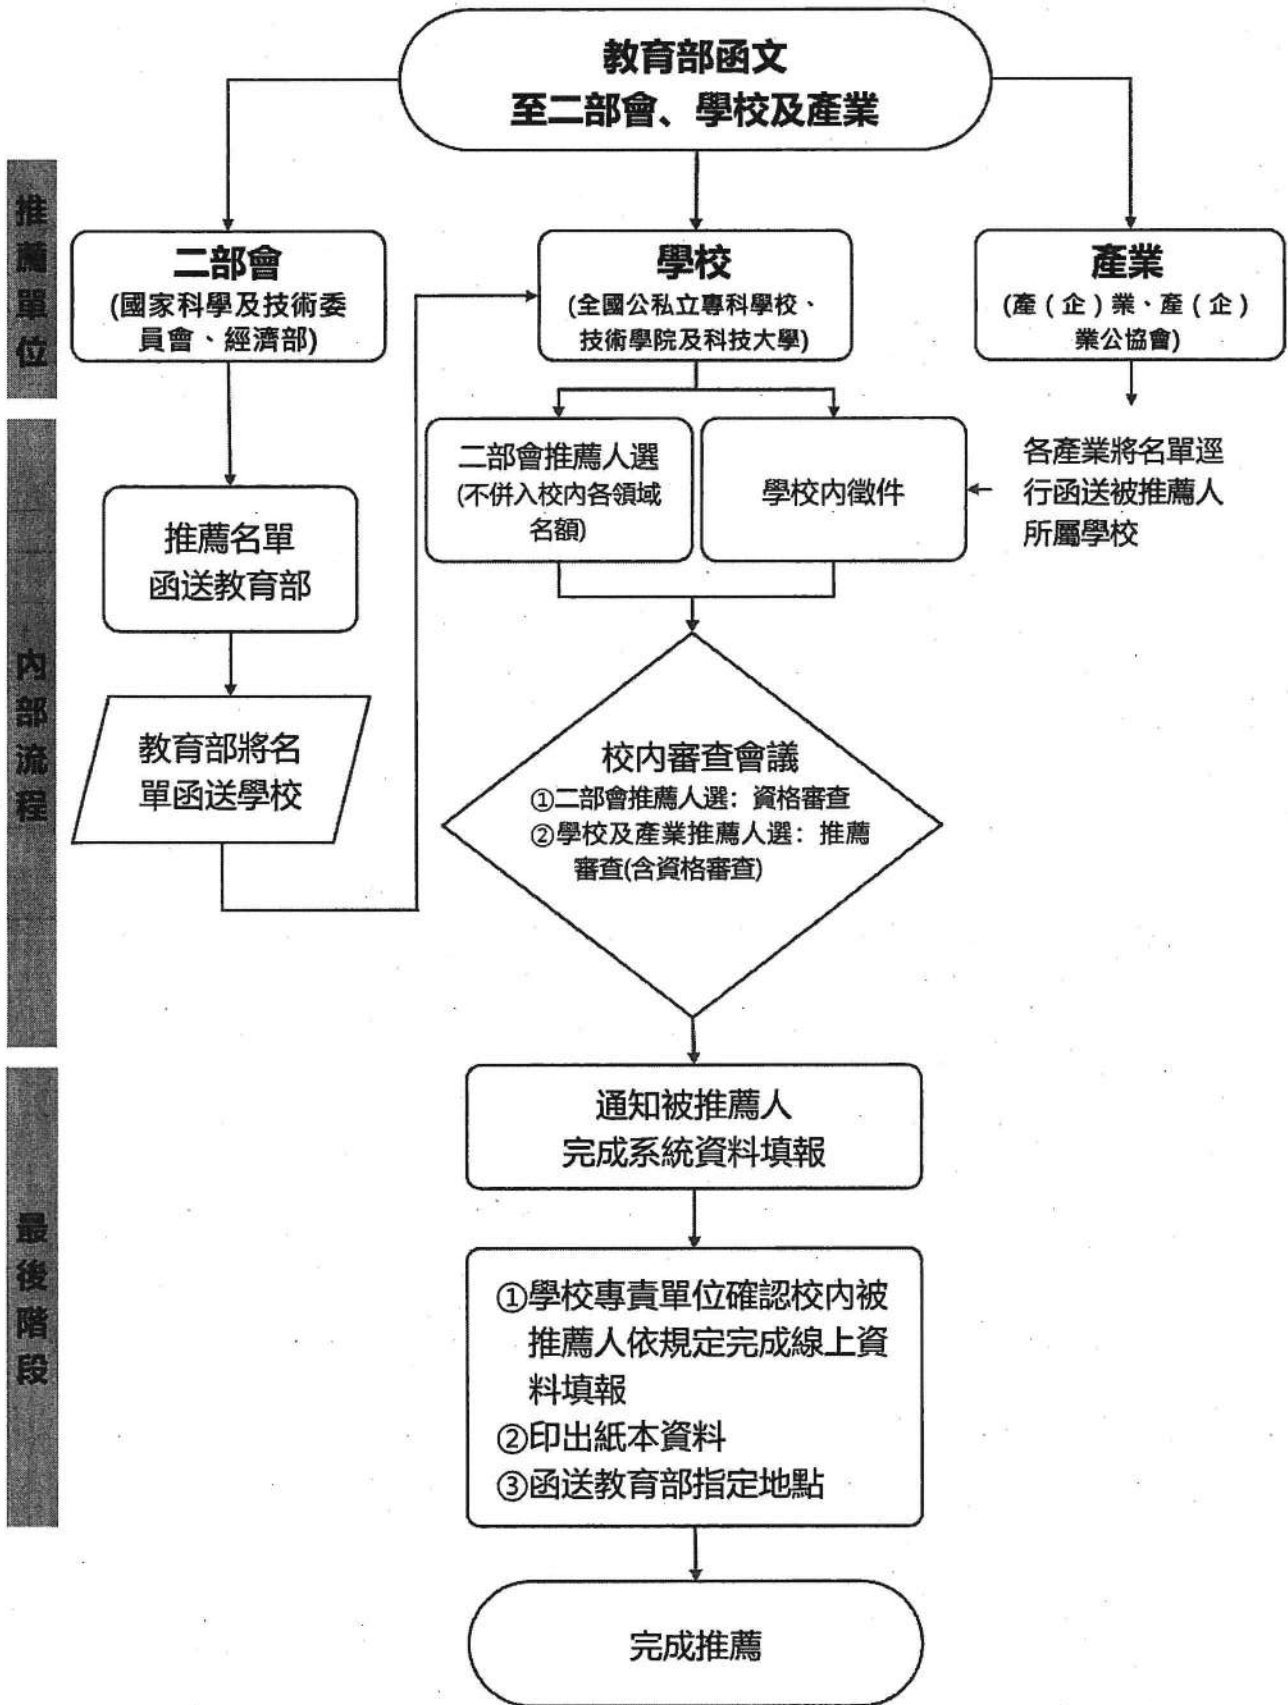 教育部函文
至二部會、學校及產業
推薦單位
二部會
(國家科學及技術委
員會、經濟部)
學校
(全國公私立專科學校、
技術學院及科技大學)
產業
(產（企）業、產（企）
業公協會)
內部流程
推薦名單
函送教育部
教育部將名
單函送學校
二部會推薦人選
(不併入校內各領域
名額)
學校內徵件
各產業將名單逕
行函送被推薦人
所屬學校
校內審查會議
①二部會推薦人選：資格審查
②學校及產業推薦人選：推薦
審查(含資格審查)
最後階段
通知被推薦人
完成系統資料填報
①學校專責單位確認校內被
推薦人依規定完成線上資
料填報
②印出紙本資料
③函送教育部指定地點
完成推薦